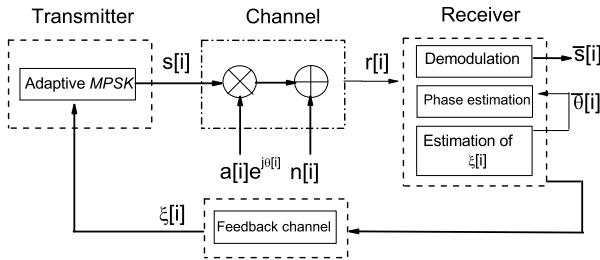 Transmitter
Channel
Receiver
Adaptive MPSK
s[i]
r[i]
Demodulation
s̅[i]
Phase estimation
θ̅[i]
Estimation of
ξ[i]
a[i]e^{jθ[i]}
n[i]
ξ[i]
Feedback channel